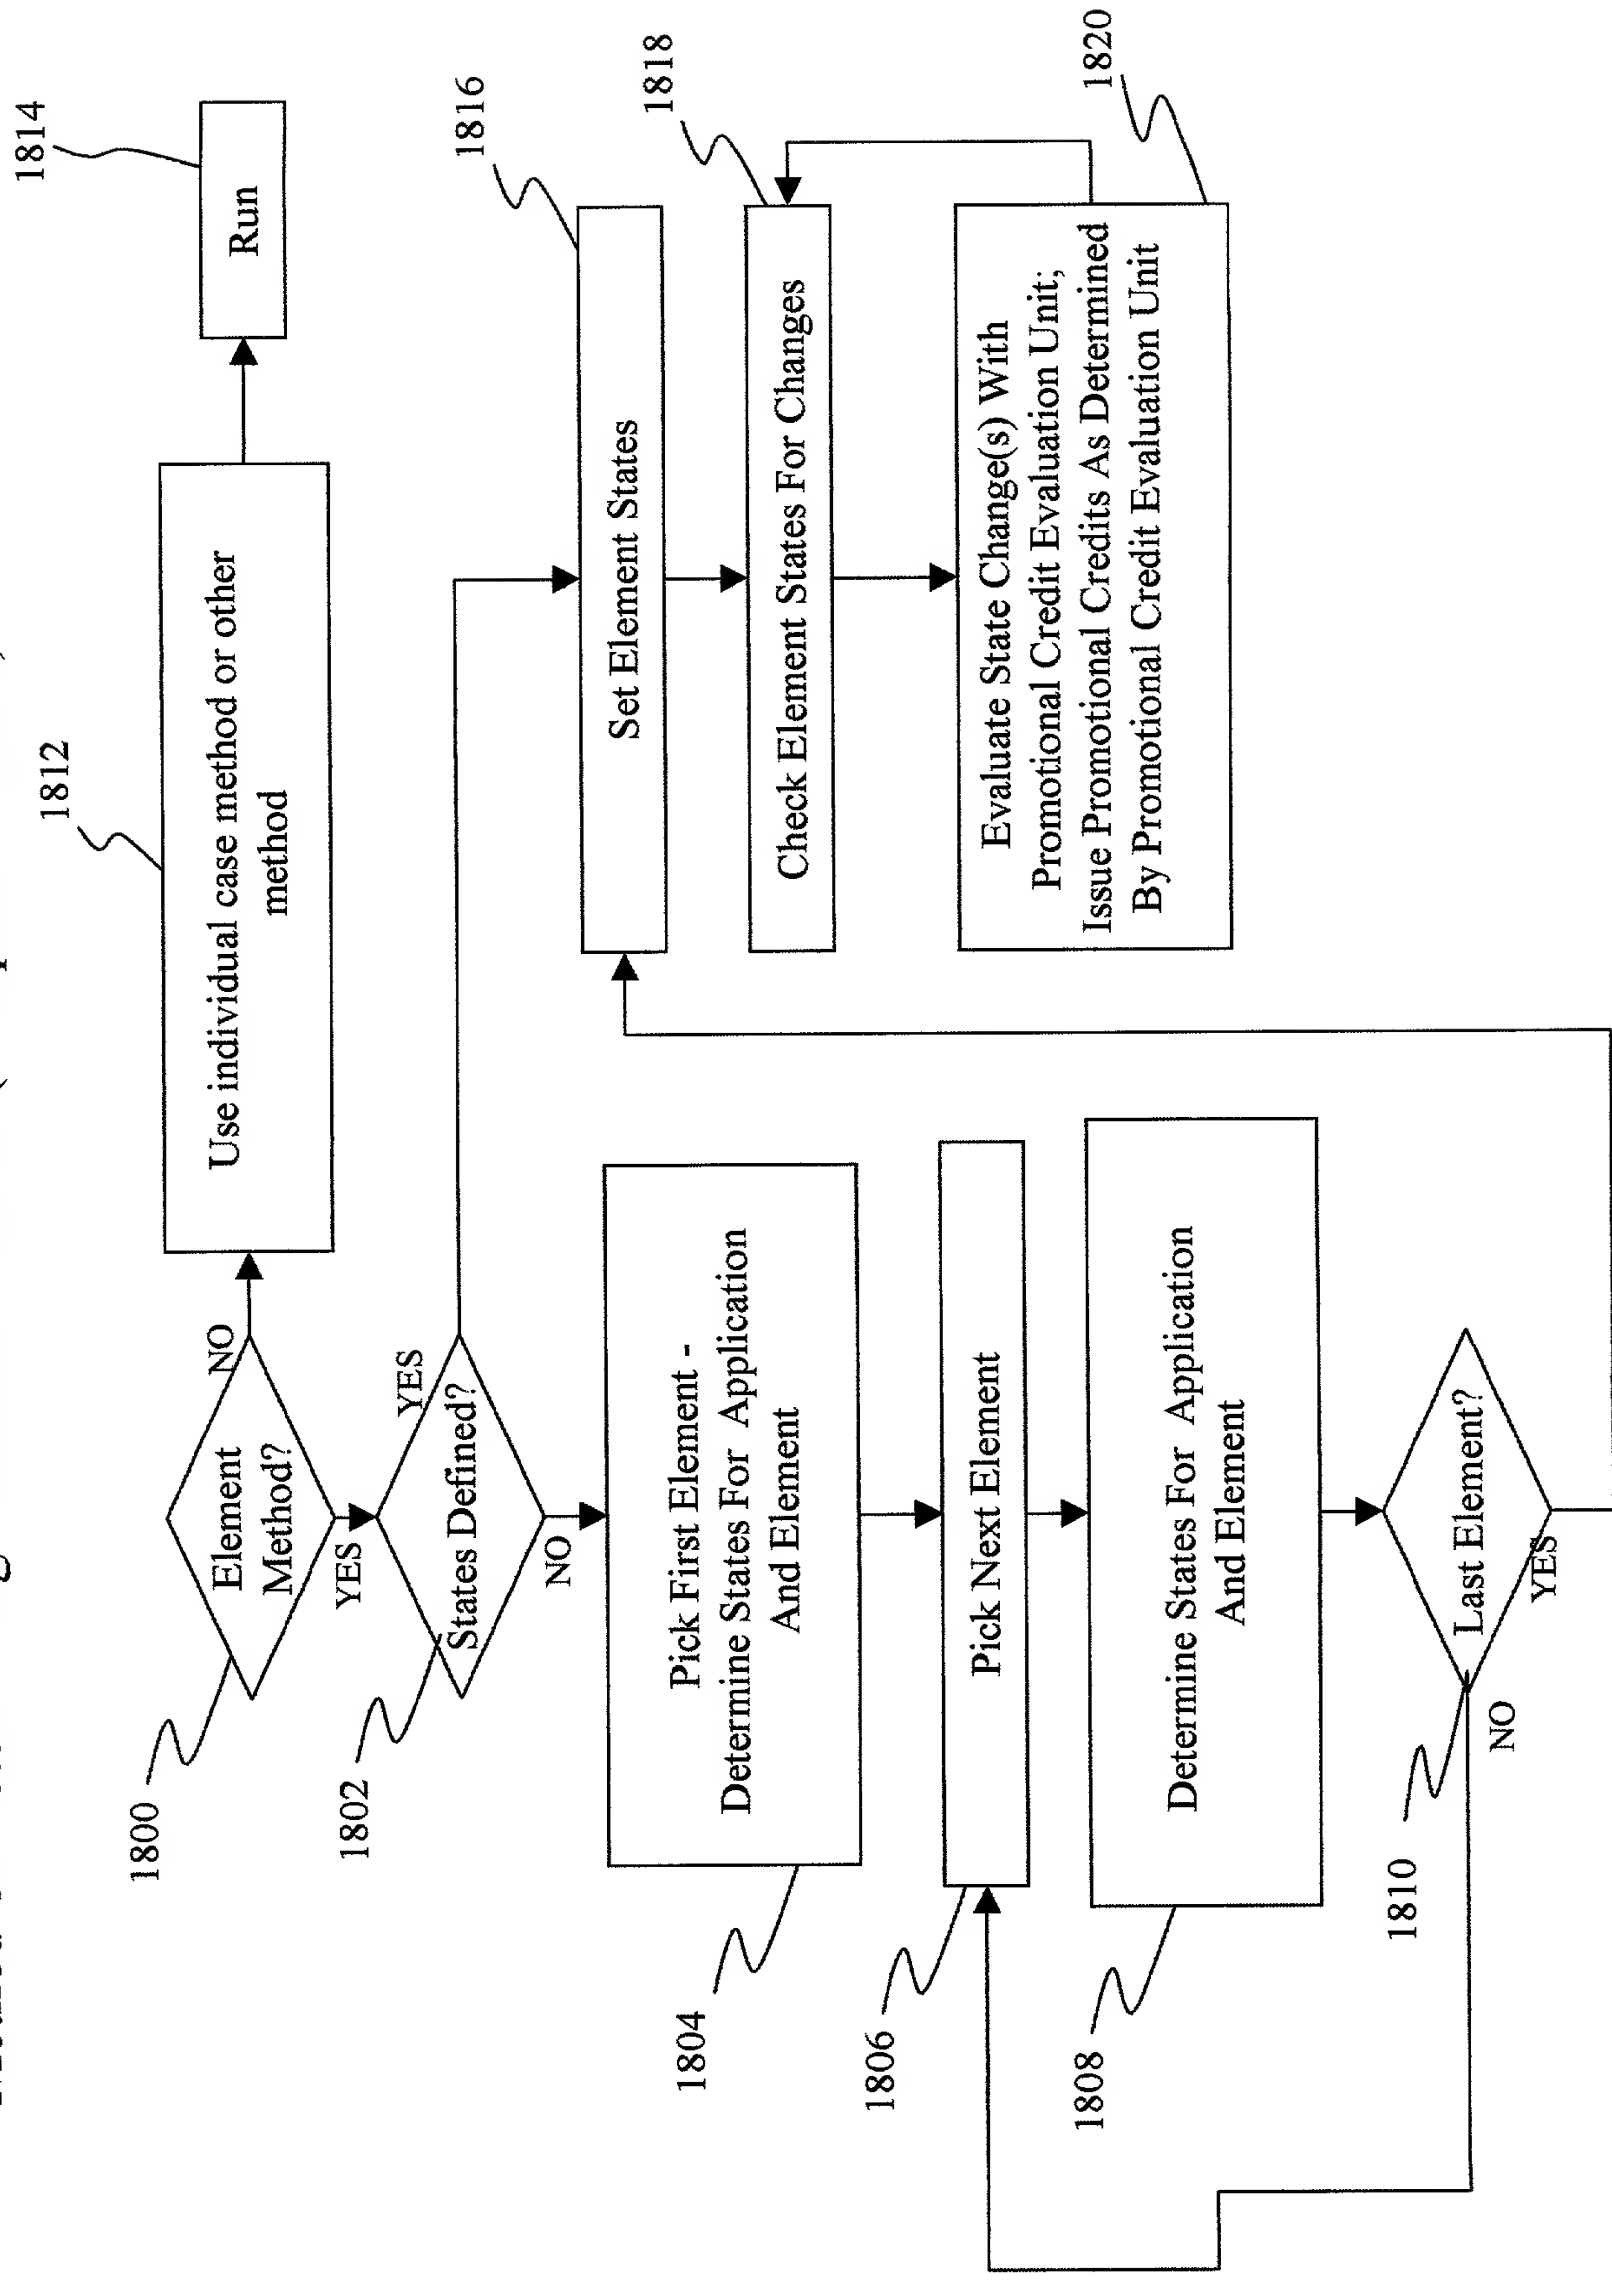 1800
Element
Method?
NO
YES
1812
Use individual case method or other
method
1814
Run
1802
States Defined?
YES
NO
1804
Pick First Element -
Determine States For Application
And Element
1806
Pick Next Element
1808
Determine States For Application
And Element
1810
Last Element?
NO
YES
1816
Set Element States
1818
Check Element States For Changes
1820
Evaluate State Change(s) With
Promotional Credit Evaluation Unit;
Issue Promotional Credits As Determined
By Promotional Credit Evaluation Unit